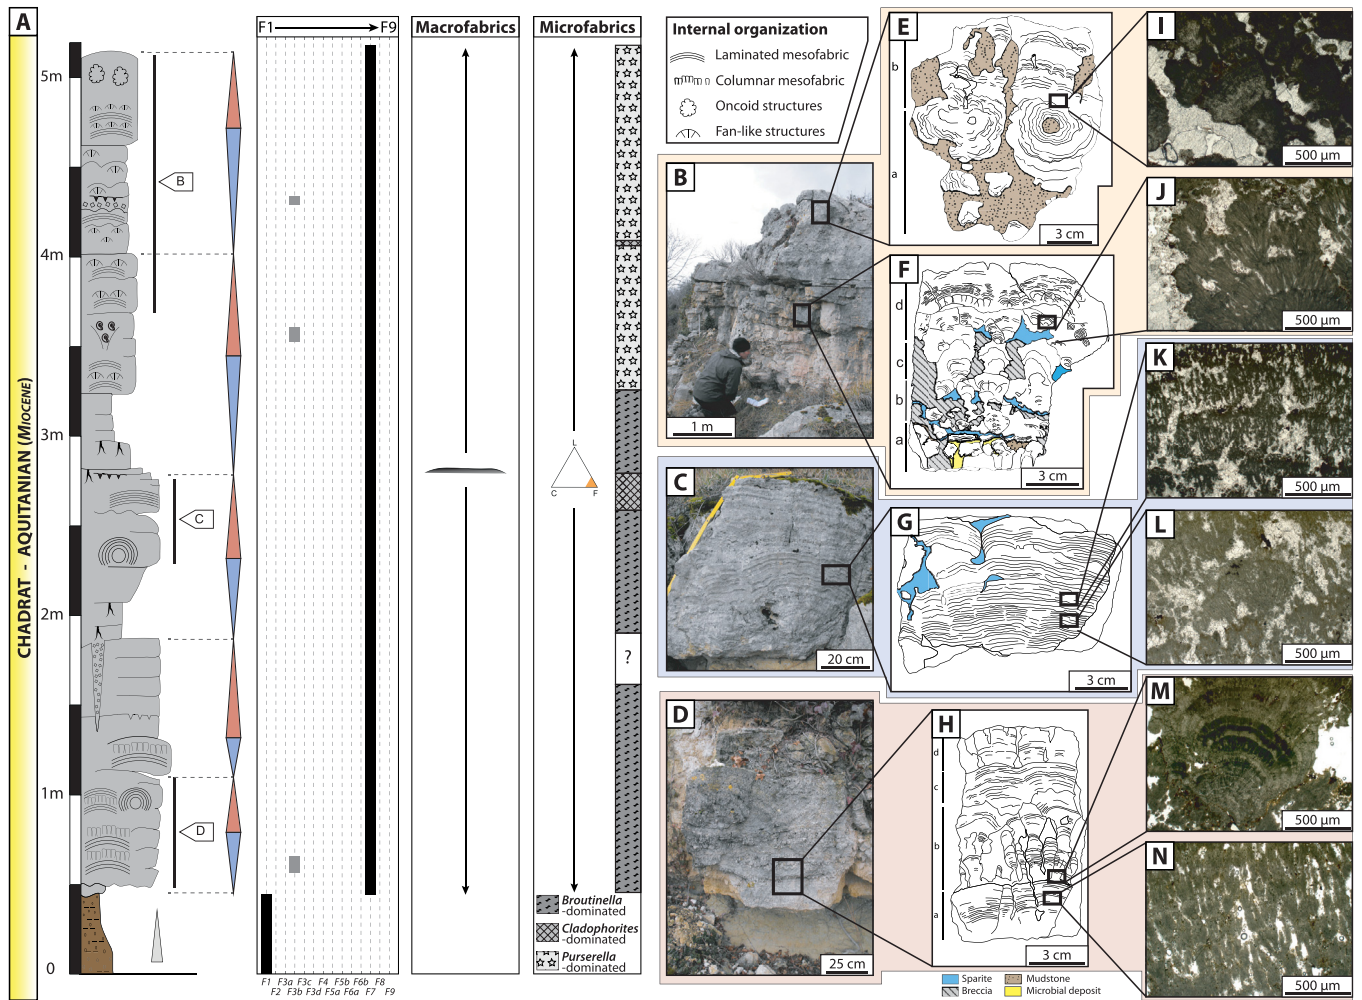 A
F1
F9
Macrofabrics
Microfabrics
CHADRAT - AQUITANIAN (MIOCENE)
5m
4m
3m
2m
1m
0
B
C
D
L
C
F
?
Broutinella
-dominated
Cladophorites
-dominated
Purserella
-dominated
F1 F3a F3c F4 F5b F6b F8
F2 F3b F3d F5a F6a F7 F9
Internal organization
Laminated mesofabric
Columnar mesofabric
Oncoid structures
Fan-like structures
B
1 m
C
20 cm
D
25 cm
E
b
a
3 cm
F
d
c
b
a
3 cm
G
3 cm
H
d
c
b
a
3 cm
Sparite
Mudstone
Breccia
Microbial deposit
I
500 µm
J
500 µm
K
500 µm
L
500 µm
M
500 µm
N
500 µm